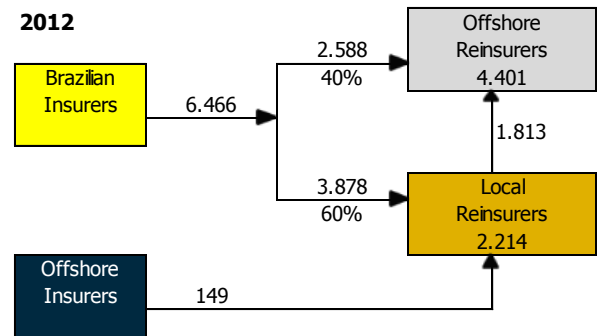 2012
Offshore
Reinsurers
4.401
2.588
40%
Brazilian
Insurers
6.466
1.813
3.878
60%
Local
Reinsurers
2.214
Offshore
Insurers
149